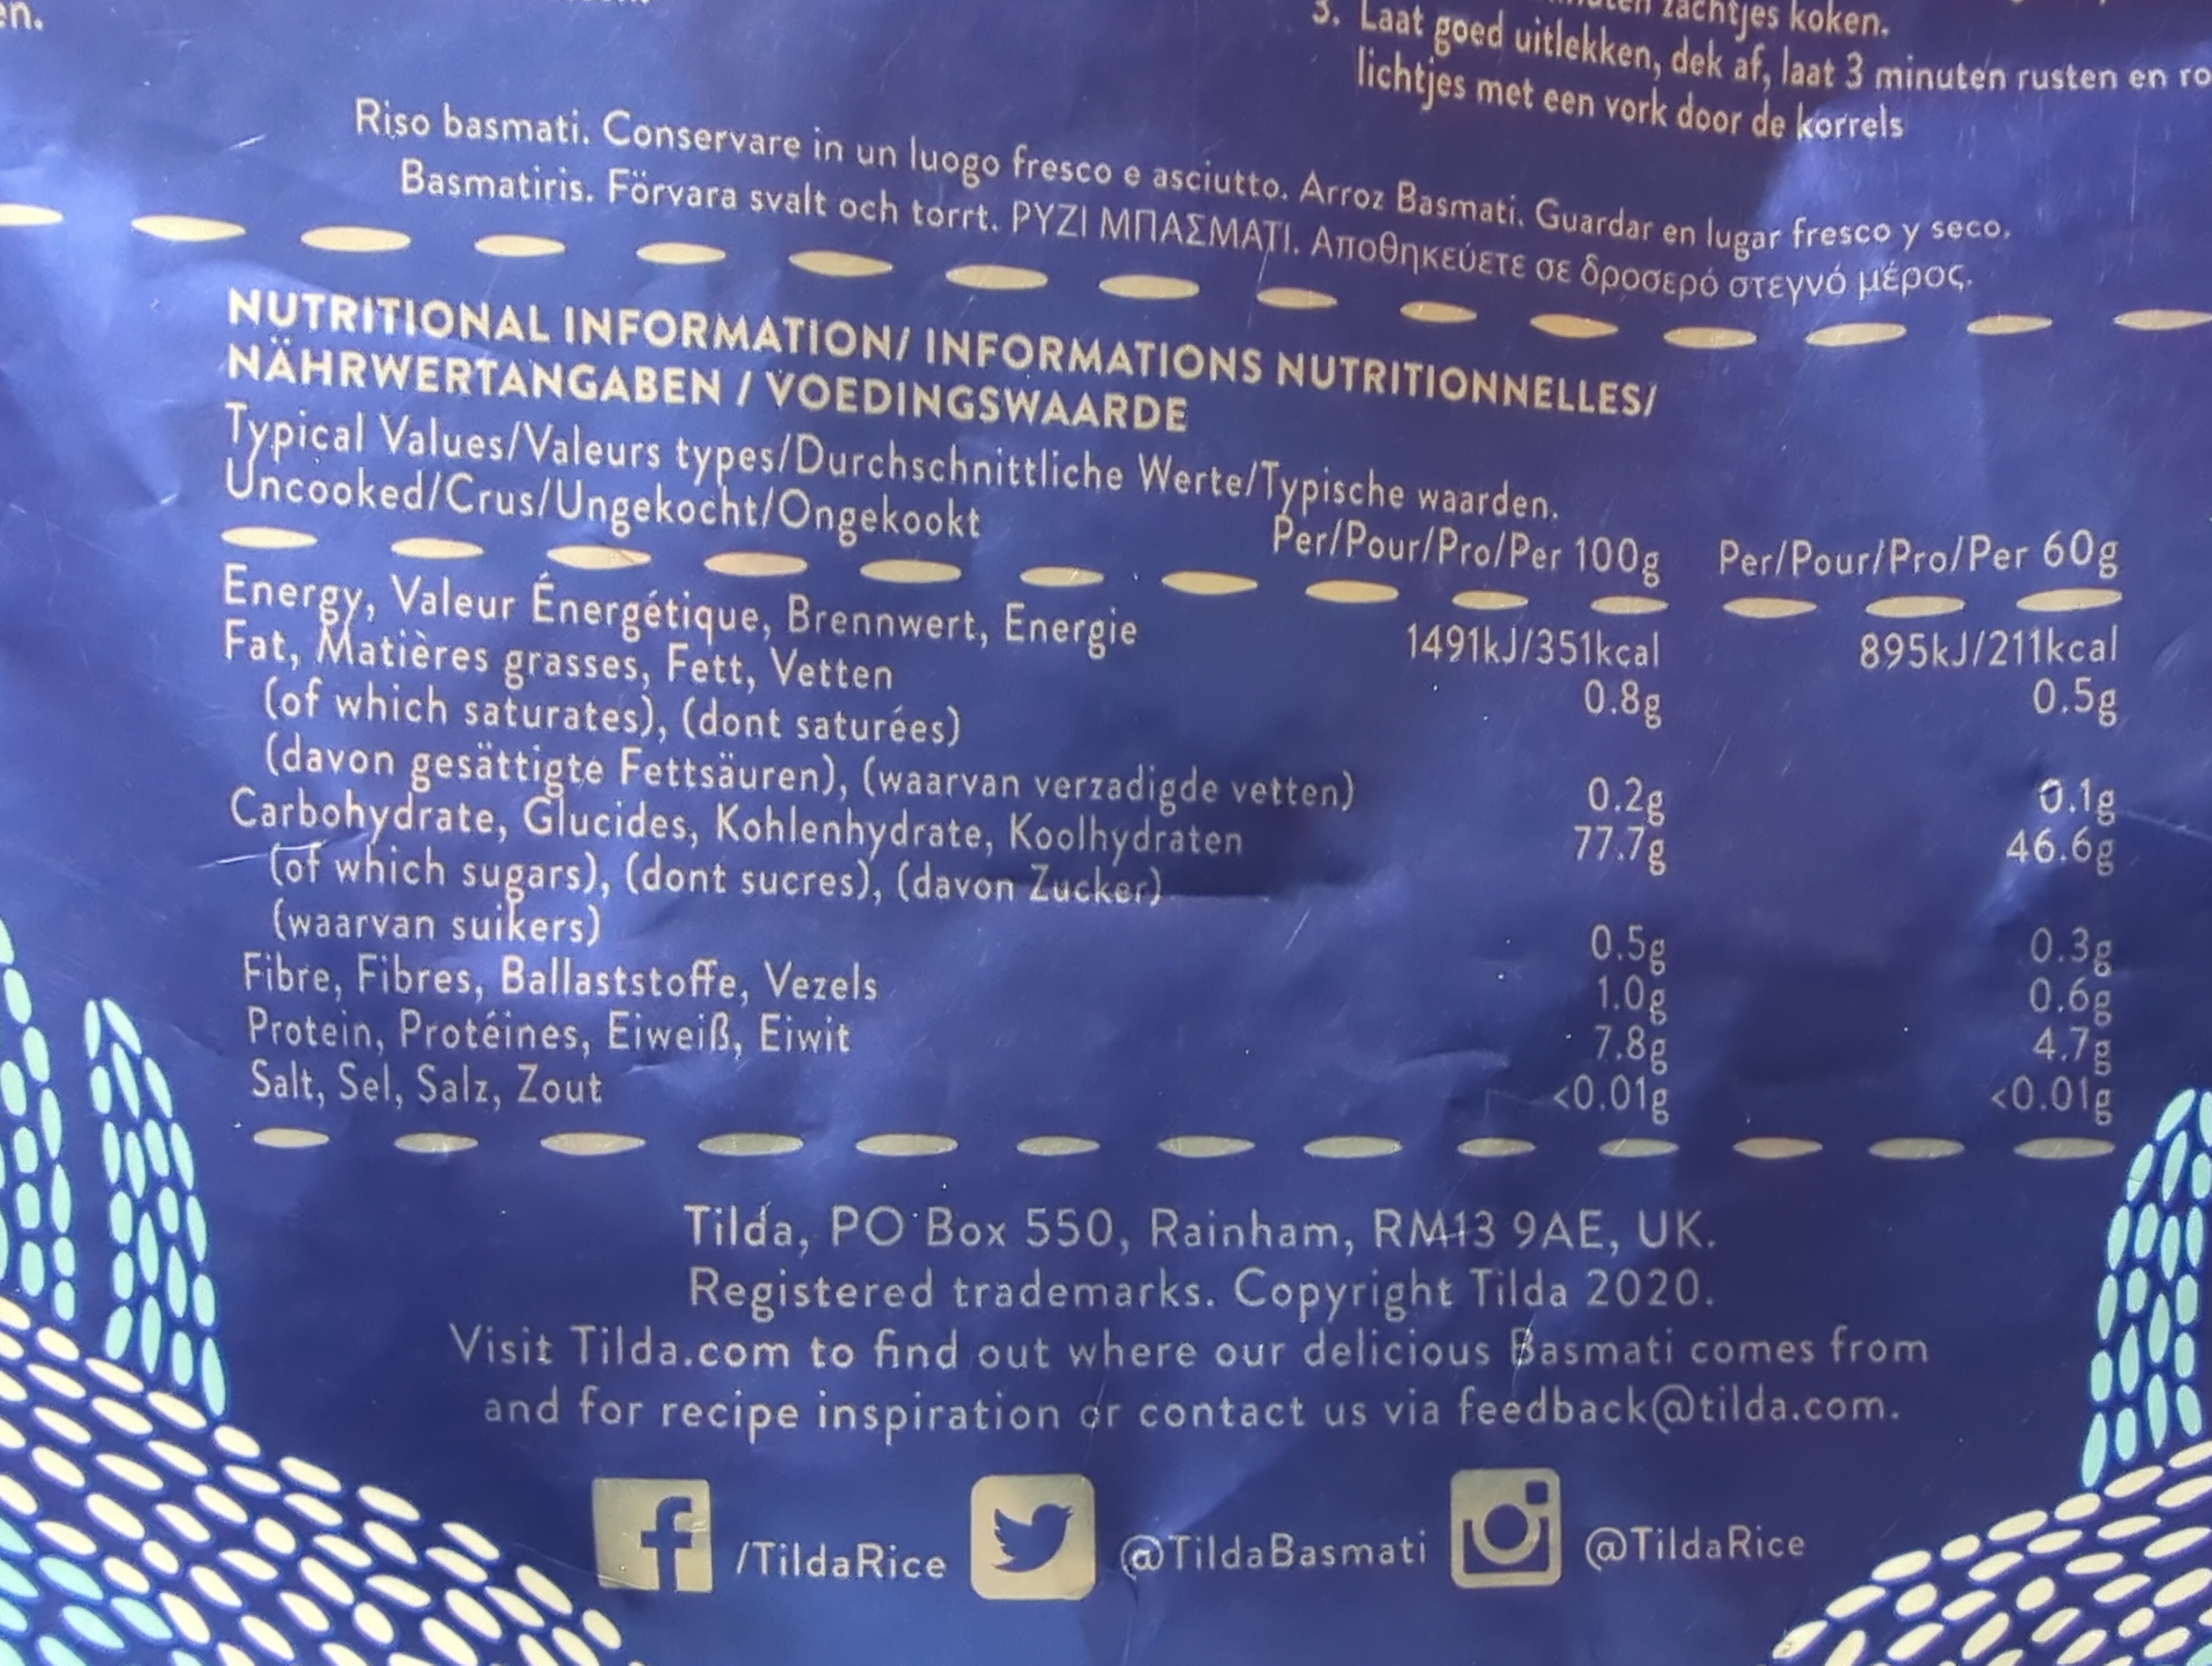 en.
zachtjes koken.
3. Laat goed uitlekken, dek af, laat 3 minuten rusten en ro
lichtjes met een vork door de korrels
Riso basmati. Conservare in un luogo fresco e asciutto. Arroz Basmati. Guardar en lugar fresco y seco.
Basmatiris. Förvara svalt och torrt. ΡΥΖΙ ΜΠΑΣΜΑΤΙ. Αποθηκεύετε σε δροσερό στεγνό μέρος.
NUTRITIONAL INFORMATION/ INFORMATIONS NUTRITIONNELLES/
NÄHRWERTANGABEN / VOEDINGSWAARDE
Typical Values/Valeurs types/Durchschnittliche Werte/Typische waarden.
Uncooked/Crus/Ungekocht/Ongekookt Per/Pour/Pro/Per 100g Per/Pour/Pro/Per 60g
Energy, Valeur Énergétique, Brennwert, Energie 1491kJ/351kcal 895kJ/211kcal
Fat, Matières grasses, Fett, Vetten 0.8g 0.5g
(of which saturates), (dont saturées)
(davon gesättigte Fettsäuren), (waarvan verzadigde vetten) 0.2g 0.1g
Carbohydrate, Glucides, Kohlenhydrate, Koolhydraten 77.7g 46.6g
(of which sugars), (dont sucres), (davon Zucker)
(waarvan suikers) 0.5g 0.3g
Fibre, Fibres, Ballaststoffe, Vezels 1.0g 0.6g
Protein, Protéines, Eiweiß, Eiwit 7.8g 4.7g
Salt, Sel, Salz, Zout <0.01g <0.01g
Tilda, PO Box 550, Rainham, RM13 9AE, UK.
Registered trademarks. Copyright Tilda 2020.
Visit Tilda.com to find out where our delicious Basmati comes from
and for recipe inspiration or contact us via feedback@tilda.com.
/TildaRice @TildaBasmati @TildaRice